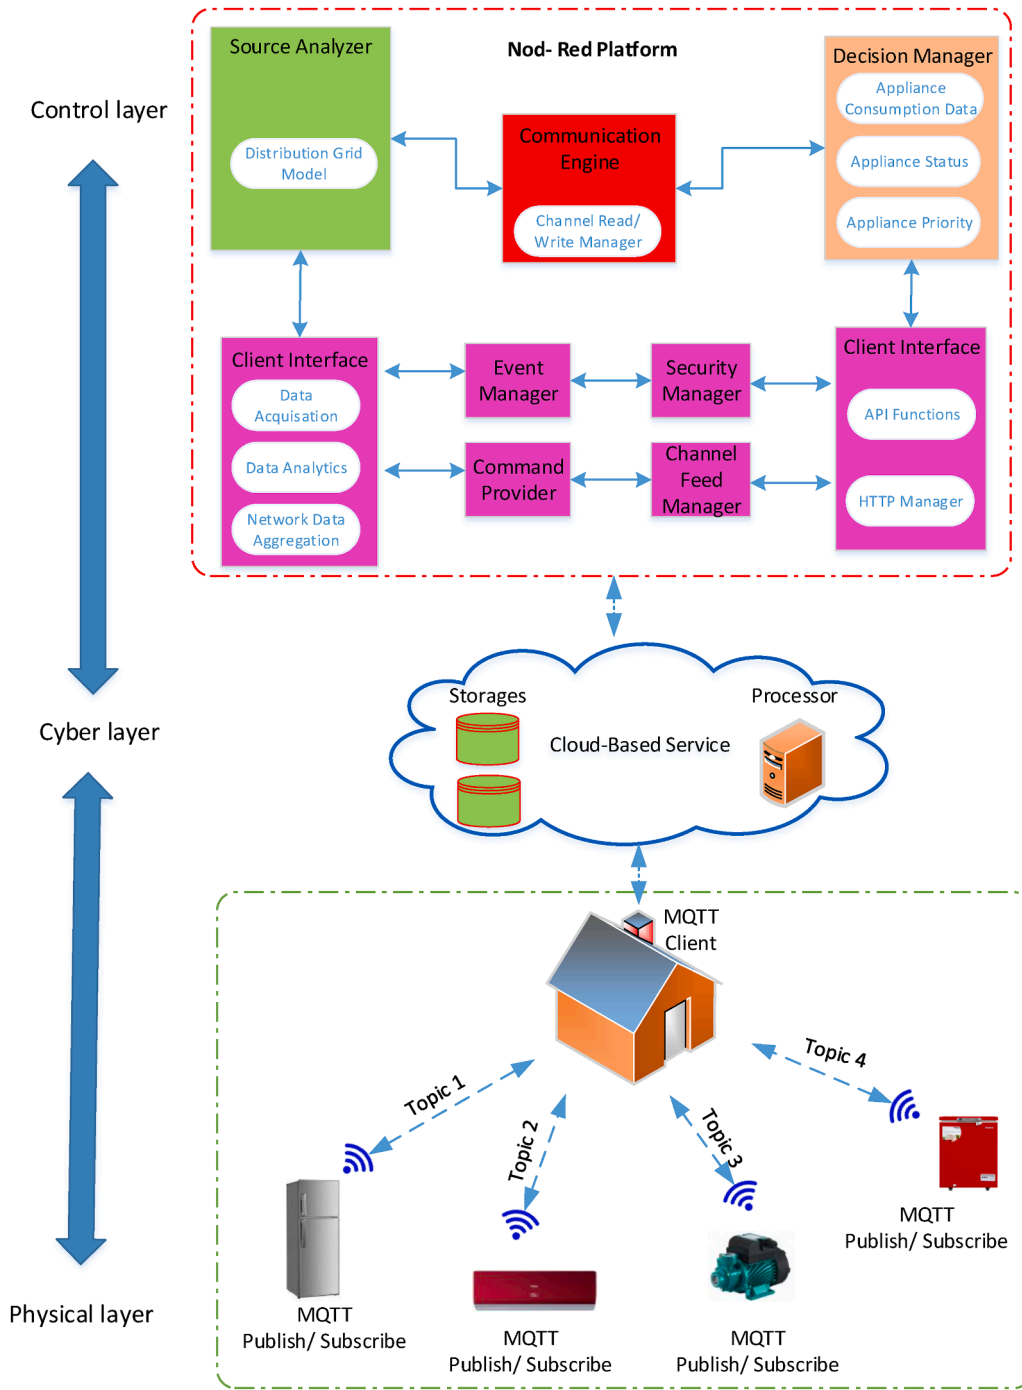 Nod- Red Platform
Control layer
Source Analyzer
Distribution Grid
Model
Communication
Engine
Channel Read/
Write Manager
Decision Manager
Appliance
Consumption Data
Appliance Status
Appliance Priority
Client Interface
Data
Acquisation
Data Analytics
Network Data
Aggregation
Event
Manager
Security
Manager
Command
Provider
Channel
Feed
Manager
Client Interface
API Functions
HTTP Manager
Cyber layer
Storages
Cloud-Based Service
Processor
MQTT
Client
Topic 1
Topic 2
Topic 3
Topic 4
Physical layer
MQTT
Publish/ Subscribe
MQTT
Publish/ Subscribe
MQTT
Publish/ Subscribe
MQTT
Publish/ Subscribe